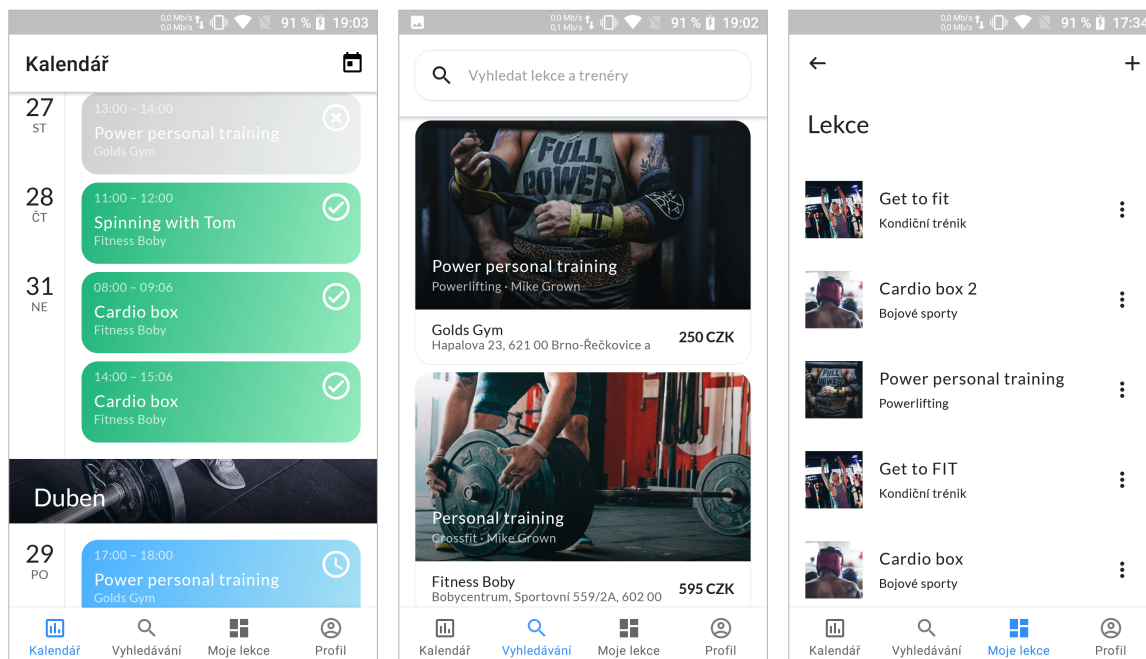 0,0 Mb/s
0,0 Mb/s
91 %
19:03
Kalendář
27
ST
13:00 – 14:00
Power personal training
Golds Gym
28
ČT
11:00 – 12:00
Spinning with Tom
Fitness Boby
31
NE
08:00 – 09:06
Cardio box
Fitness Boby
14:00 – 15:06
Cardio box
Fitness Boby
Duben
29
PO
17:00 – 18:00
Power personal training
Golds Gym
Kalendář
Vyhledávání
Moje lekce
Profil
0,0 Mb/s
0,1 Mb/s
91 %
19:02
Vyhledat lekce a trenéry
FULL
POWER
Power personal training
Powerlifting · Mike Grown
Golds Gym
Hapalova 23, 621 00 Brno-Řečkovice a
250 CZK
Personal training
Crossfit · Mike Grown
Fitness Boby
Bobycentrum, Sportovní 559/2A, 602 00
595 CZK
Kalendář
Vyhledávání
Moje lekce
Profil
0,0 Mb/s
0,0 Mb/s
91 %
17:34
Lekce
Get to fit
Kondiční trénik
Cardio box 2
Bojové sporty
FULL
POWER
Power personal training
Powerlifting
Get to FIT
Kondiční trénik
Cardio box
Bojové sporty
Kalendář
Vyhledávání
Moje lekce
Profil